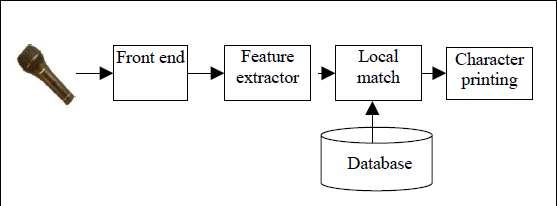 Front end
Feature
extractor
Local
match
Character
printing
Database